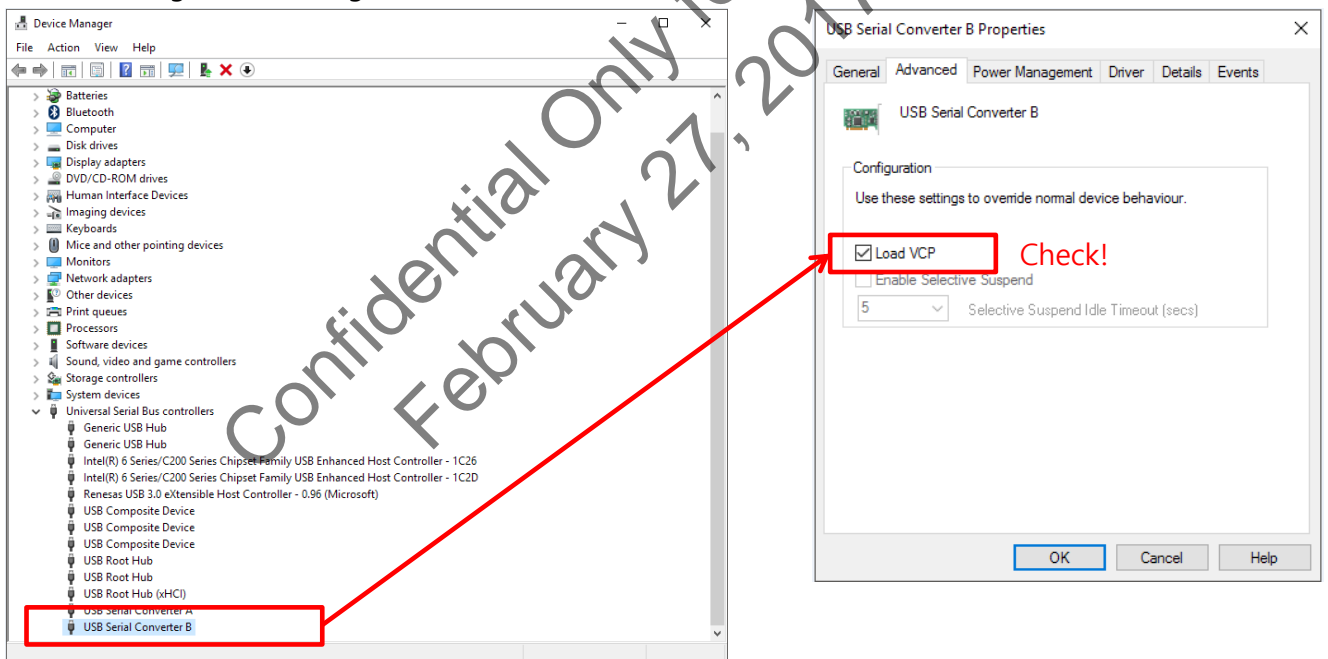 Device Manager
File Action View Help
Batteries
Bluetooth
Computer
Disk drives
Display adapters
DVD/CD-ROM drives
Human Interface Devices
Imaging devices
Keyboards
Mice and other pointing devices
Monitors
Network adapters
Other devices
Print queues
Processors
Software devices
Sound, video and game controllers
Storage controllers
System devices
Universal Serial Bus controllers
Generic USB Hub
Generic USB Hub
Intel(R) 6 Series/C200 Series Chipset Family USB Enhanced Host Controller - 1C26
Intel(R) 6 Series/C200 Series Chipset Family USB Enhanced Host Controller - 1C2D
Renesas USB 3.0 eXtensible Host Controller - 0.96 (Microsoft)
USB Composite Device
USB Composite Device
USB Composite Device
USB Root Hub
USB Root Hub
USB Root Hub (xHCI)
USB Serial Converter A
USB Serial Converter B
USB Serial Converter B Properties
General Advanced Power Management Driver Details Events
USB Serial Converter B
Configuration
Use these settings to override normal device behaviour.
Load VCP
Check!
Enable Selective Suspend
5 Selective Suspend Idle Timeout (secs)
OK Cancel Help
Confidential Only
February 27, 2017